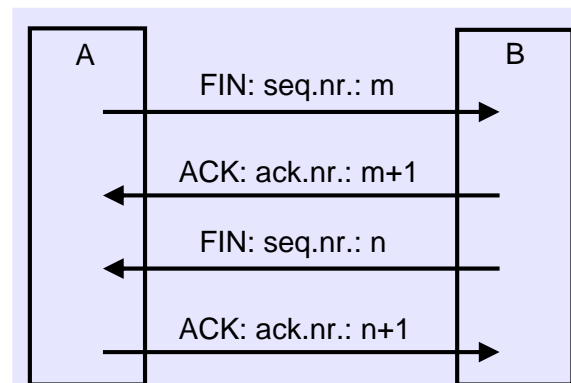 A
B
FIN: seq.nr.: m
ACK: ack.nr.: m+1
FIN: seq.nr.: n
ACK: ack.nr.: n+1